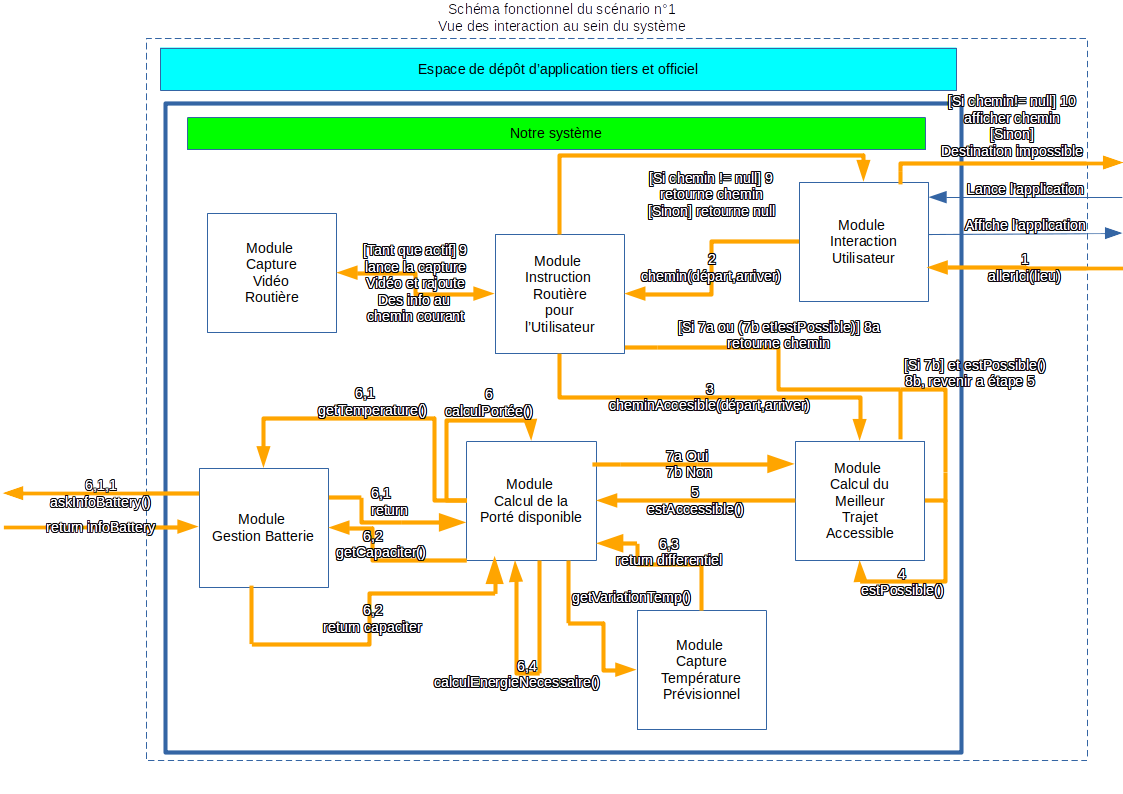 Schéma fonctionnel du scénario n°1
Vue des interaction au sein du système
Espace de dépôt d'application tiers et officiel
Notre système
[Si chemin!= null] 10
afficher chemin
[Sinon]
Destination impossible
Lance l'application
Affiche l'application
1
allerIci(lieu)
Module
Interaction
Utilisateur
[Si chemin != null] 9
retourne chemin
[Sinon] retourne null
2
chemin(départ,arriver)
Module
Capture
Vidéo
Routière
[Tant que actif] 9
lance la capture
Vidéo et rajoute
Des info au
chemin courant
Module
Instruction
Routière
pour
l'Utilisateur
[Si 7a ou (7b et!estPossible)] 8a
retourne chemin
[Si 7b] et estPossible()
8b, revenir a étape 5
3
cheminAccesible(départ,arriver)
6,1
getTemperature()
6
calculPortée()
6,1,1
askInfoBattery()
return infoBattery
Module
Gestion Batterie
6,1
return
6,2
getCapaciter()
Module
Calcul de la
Porté disponible
7a Oui
7b Non
5
estAccessible()
Module
Calcul du
Meilleur
Trajet
Accessible
6,3
return differentiel
4
estPossible()
6,2
return capaciter
getVariationTemp()
6,4
calculEnergieNecessaire()
Module
Capture
Température
Prévisionnel